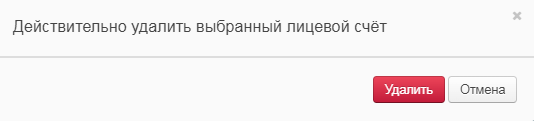 Действительно удалить выбранный лицевой счёт
Удалить Отмена